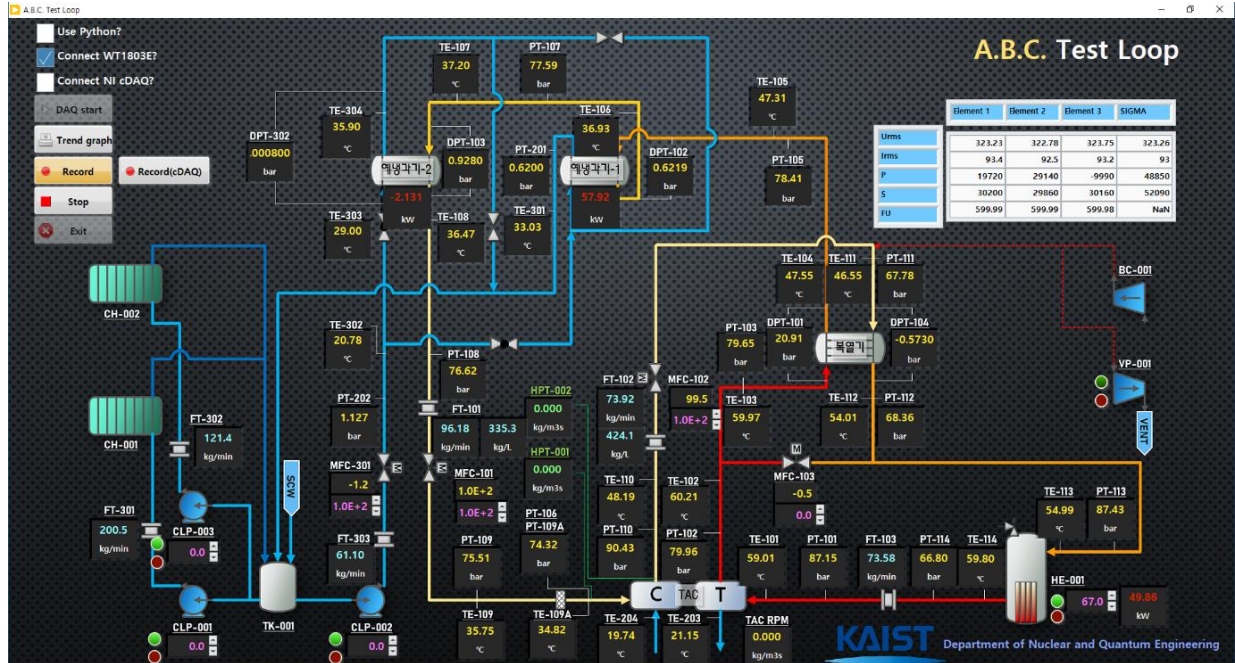 A.B.C. Test Loop
Use Python?
Connect WT1803E?
Connect NI cDAQ?
DAQ start
Trend graph
Record
Record(cDAQ)
Stop
Exit
A.B.C. Test Loop
Element 1 Element 2 Element 3 SIGMA
Urms 323.23 322.78 323.75 323.26
Irms 93.4 92.5 93.2 93
P 19720 29140 -9990 48850
S 30200 29860 30160 52090
FU 599.99 599.99 599.98 NaN
TE-107
37.20
℃
PT-107
77.59
bar
TE-105
47.31
℃
TE-304
35.90
℃
TE-106
36.93
℃
DPT-302
.000800
bar
DPT-103
0.9280
bar
PT-201
0.6200
bar
DPT-102
0.6219
bar
PT-105
78.41
bar
예냉각기-2
-2.131
kW
예냉각기-1
57.92
kW
TE-303
29.00
℃
TE-108
36.47
℃
TE-301
33.03
℃
CH-002
CH-001
TE-104
47.55
℃
TE-111
46.55
℃
PT-111
67.78
bar
BC-001
TE-302
20.78
℃
PT-103
79.65
bar
DPT-101
20.91
bar
복열기
DPT-104
-0.5730
bar
VP-001
VENT
PT-108
76.62
bar
FT-102
73.92
kg/min
424.1
kg/L
MFC-102
99.5
1.0E+2
TE-103
59.97
℃
TE-112
54.01
℃
PT-112
68.36
bar
HPT-002
0.000
kg/m3s
HPT-001
0.000
kg/m3s
FT-302
121.4
kg/min
PT-202
1.127
bar
FT-101
96.18
kg/min
335.3
kg/L
MFC-301
-1.2
1.0E+2
MFC-101
1.0E+2
1.0E+2
M
MFC-103
-0.5
0.0
SCW
TE-110
48.19
℃
TE-102
60.21
℃
TE-113
54.99
℃
PT-113
87.43
bar
FT-301
200.5
kg/min
CLP-003
0.0
FT-303
61.10
kg/min
PT-109
75.51
bar
PT-106
PT-109A
74.32
bar
PT-110
90.43
bar
PT-102
79.96
bar
TE-101
59.01
℃
PT-101
87.15
bar
FT-103
73.58
kg/min
PT-114
66.80
bar
TE-114
59.80
℃
HE-001
67.0
49.86
kW
C TAC T
CLP-001
0.0
TK-001
CLP-002
0.0
TE-109
35.75
℃
TE-109A
34.82
℃
TE-204
19.74
℃
TE-203
21.15
℃
TAC RPM
0.000
kg/m3s
KAIST Department of Nuclear and Quantum Engineering